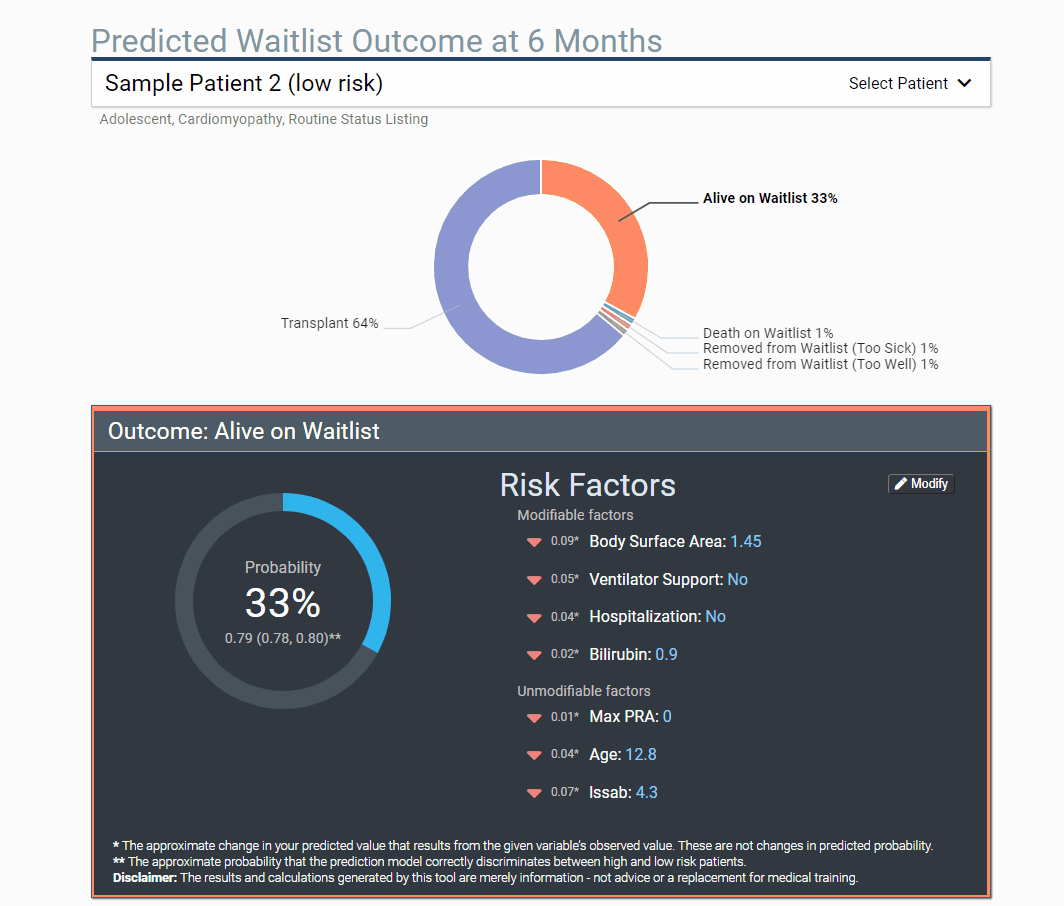 Predicted Waitlist Outcome at 6 Months
Sample Patient 2 (low risk)
Select Patient
Adolescent, Cardiomyopathy, Routine Status Listing
Alive on Waitlist 33%
Transplant 64%
Death on Waitlist 1%
Removed from Waitlist (Too Sick) 1%
Removed from Waitlist (Too Well) 1%
Outcome: Alive on Waitlist
Probability
33%
0.79 (0.78, 0.80)**
Risk Factors
Modify
Modifiable factors
0.09* Body Surface Area: 1.45
0.05* Ventilator Support: No
0.04* Hospitalization: No
0.02* Bilirubin: 0.9
Unmodifiable factors
0.01* Max PRA: 0
0.04* Age: 12.8
0.07* Issab: 4.3
* The approximate change in your predicted value that results from the given variable's observed value. These are not changes in predicted probability.
** The approximate probability that the prediction model correctly discriminates between high and low risk patients.
Disclaimer: The results and calculations generated by this tool are merely information - not advice or a replacement for medical training.